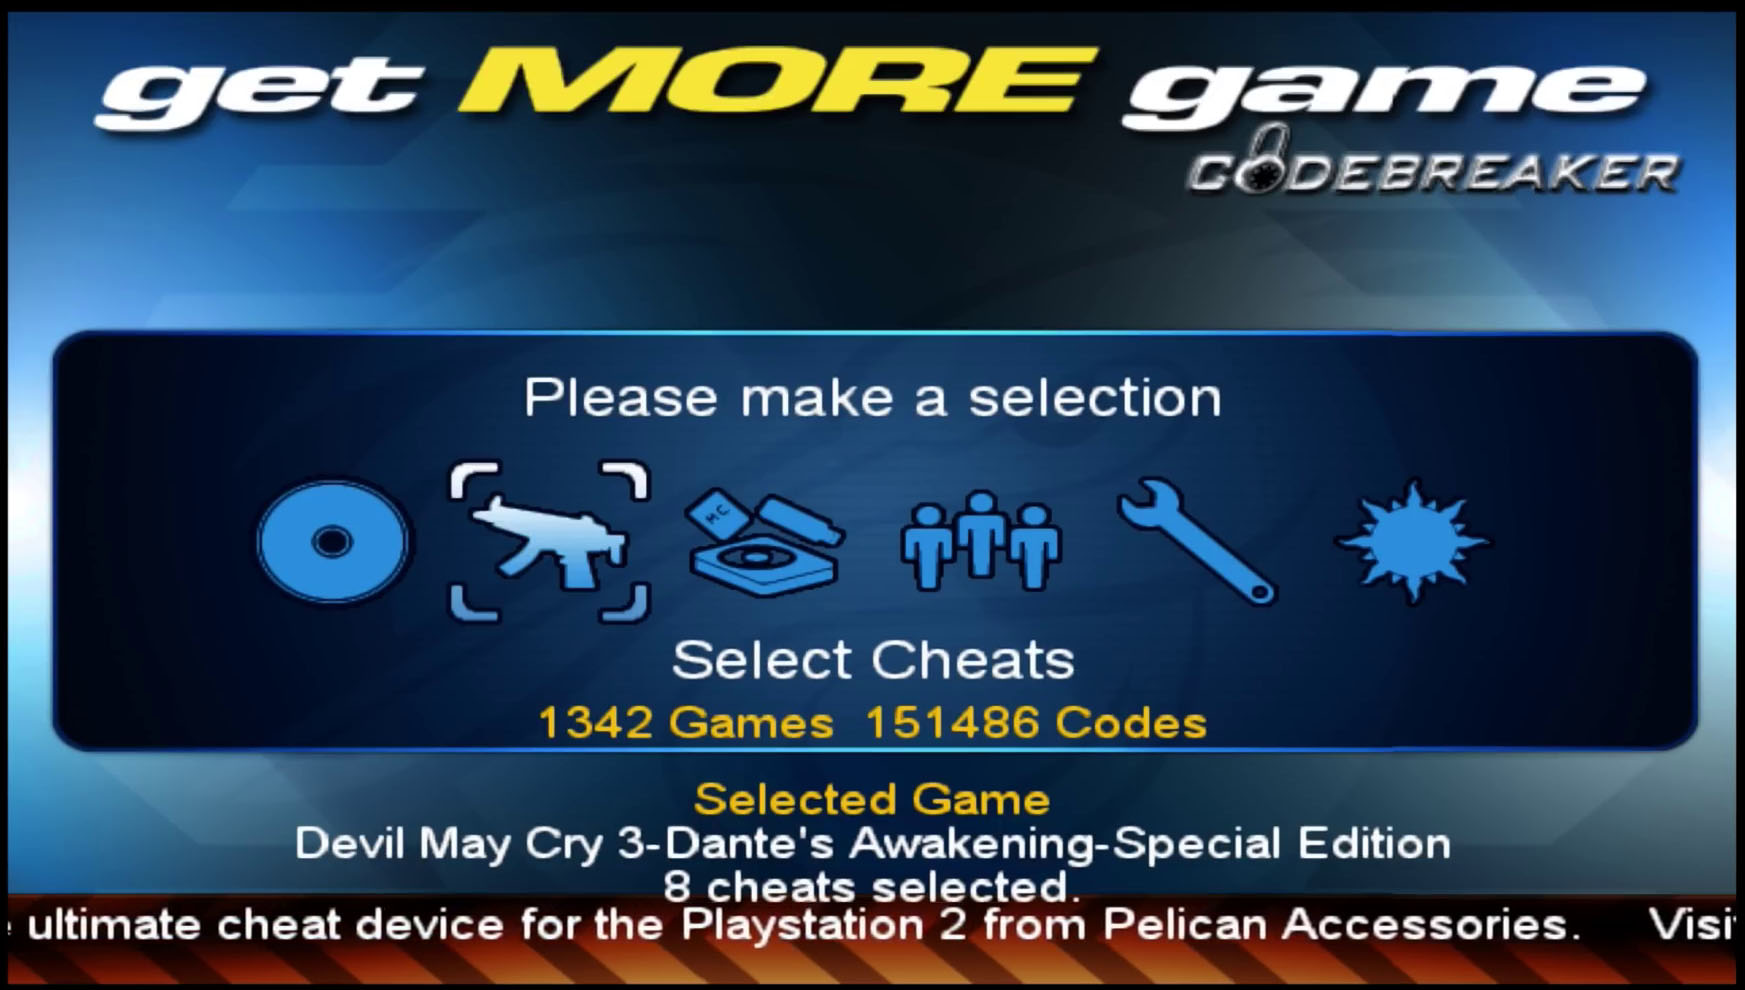 get MORE game
CODEBREAKER
Please make a selection
MC
Select Cheats
1342 Games 151486 Codes
Selected Game
Devil May Cry 3-Dante's Awakening-Special Edition
8 cheats selected.
ultimate cheat device for the Playstation 2 from Pelican Accessories. Visi